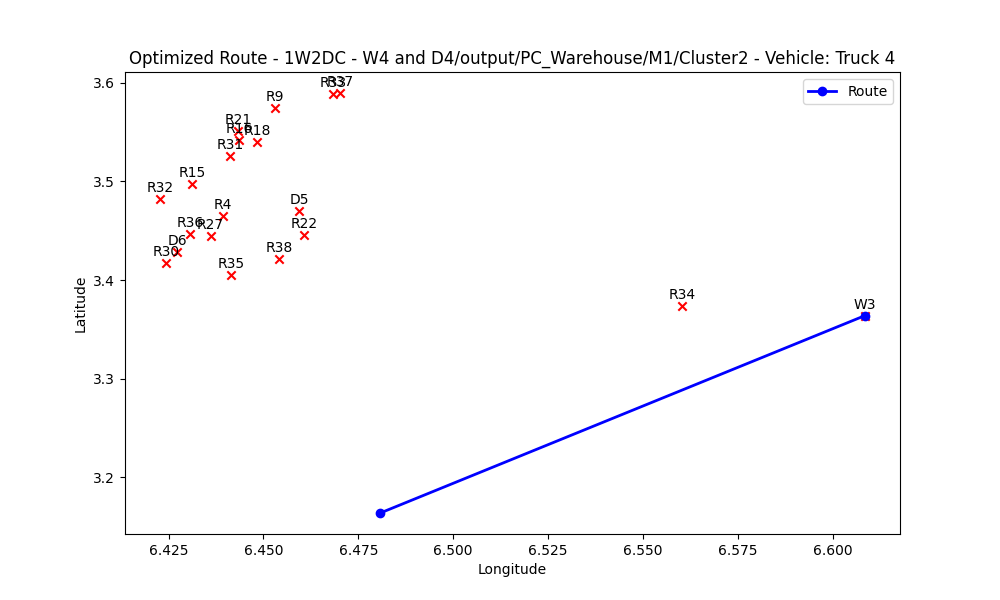 Optimized Route - 1W2DC - W4 and D4/output/PC_Warehouse/M1/Cluster2 - Vehicle: Truck 4
Route
3.6
3.5
3.4
3.3
3.2
Latitude
R37
R9
R21
R18
R31
R15
R32
R4
D5
R36
R27
R22
D6
R30
R38
R35
R34
W3
6.425
6.450
6.475
6.500
6.525
6.550
6.575
6.600
Longitude